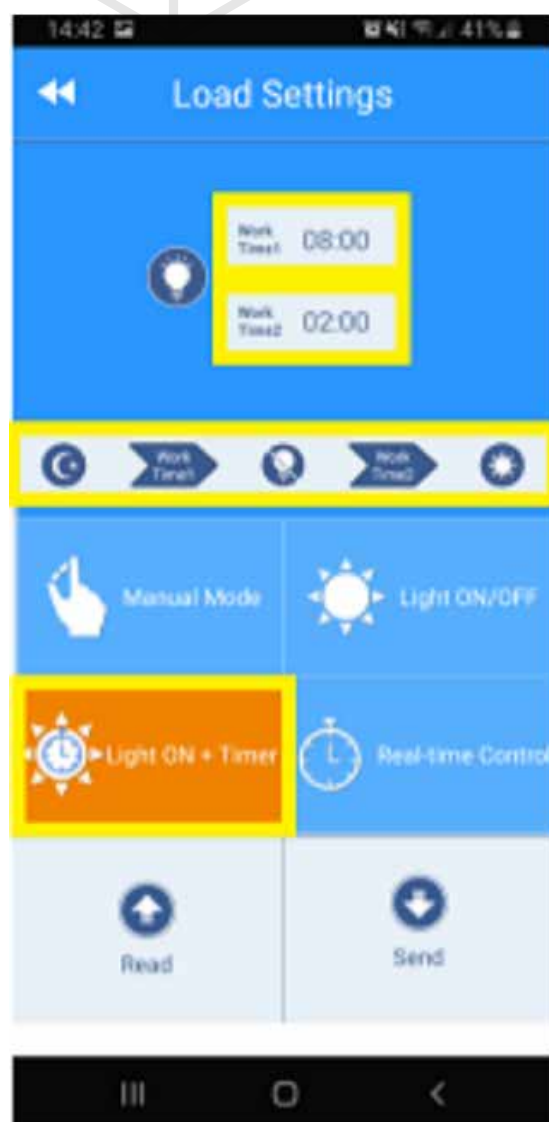 14:42 41%
Load Settings
Work
Time1 08:00
Work
Time2 02:00
Work
Time1
Work
Time2
Manual Mode
Light ON/OFF
Light ON + Timer
Real-time Control
Read
Send